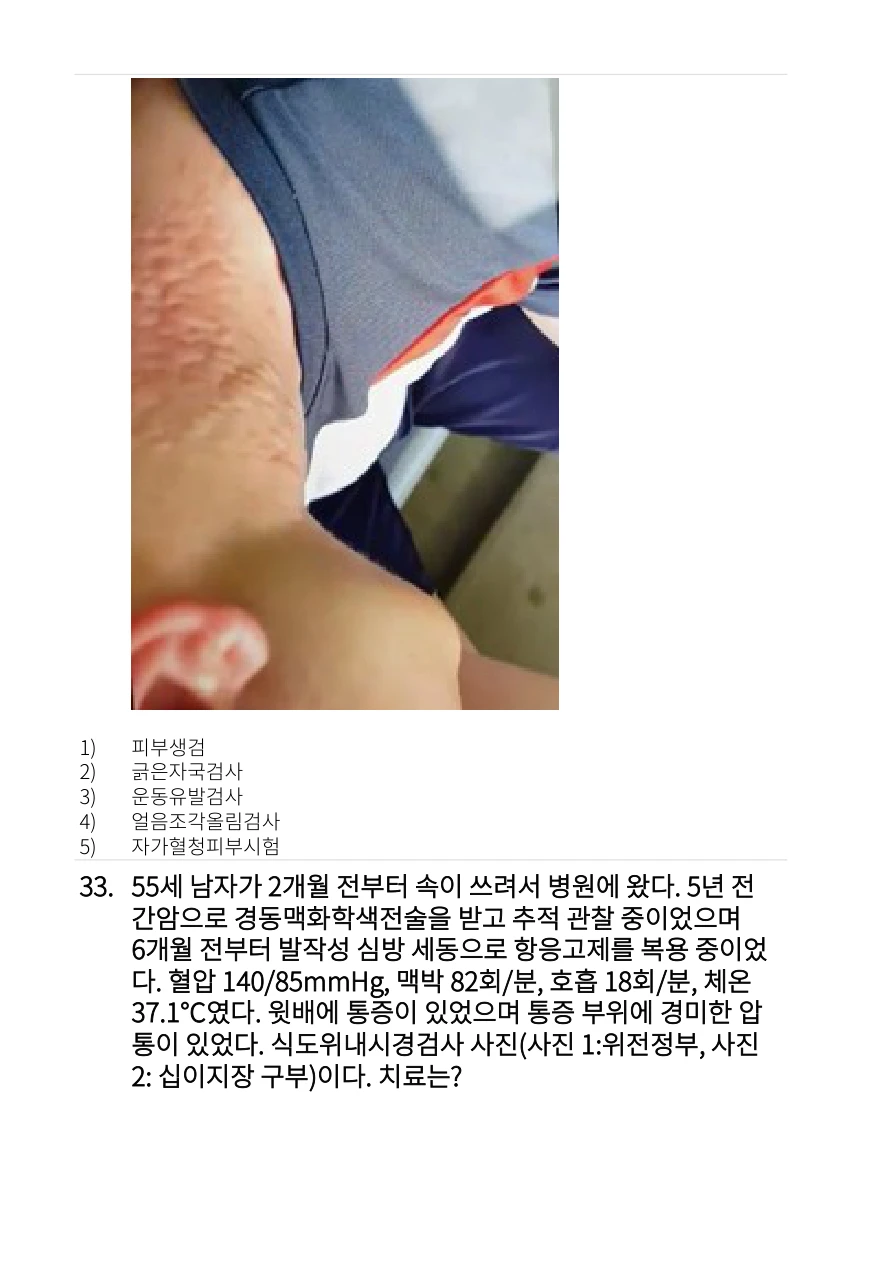 1) 피부생검
2) 긁은자국검사
3) 운동유발검사
4) 얼음조각올림검사
5) 자가혈청피부시험
33. 55세 남자가 2개월 전부터 속이 쓰려서 병원에 왔다. 5년 전
간암으로 경동맥화학색전술을 받고 추적 관찰 중이었으며
6개월 전부터 발작성 심방 세동으로 항응고제를 복용 중이었
다. 혈압 140/85mmHg, 맥박 82회/분, 호흡 18회/분, 체온
37.1°C였다. 윗배에 통증이 있었으며 통증 부위에 경미한 압
통이 있었다. 식도위내시경검사 사진(사진 1:위전정부, 사진
2: 십이지장 구부)이다. 치료는?